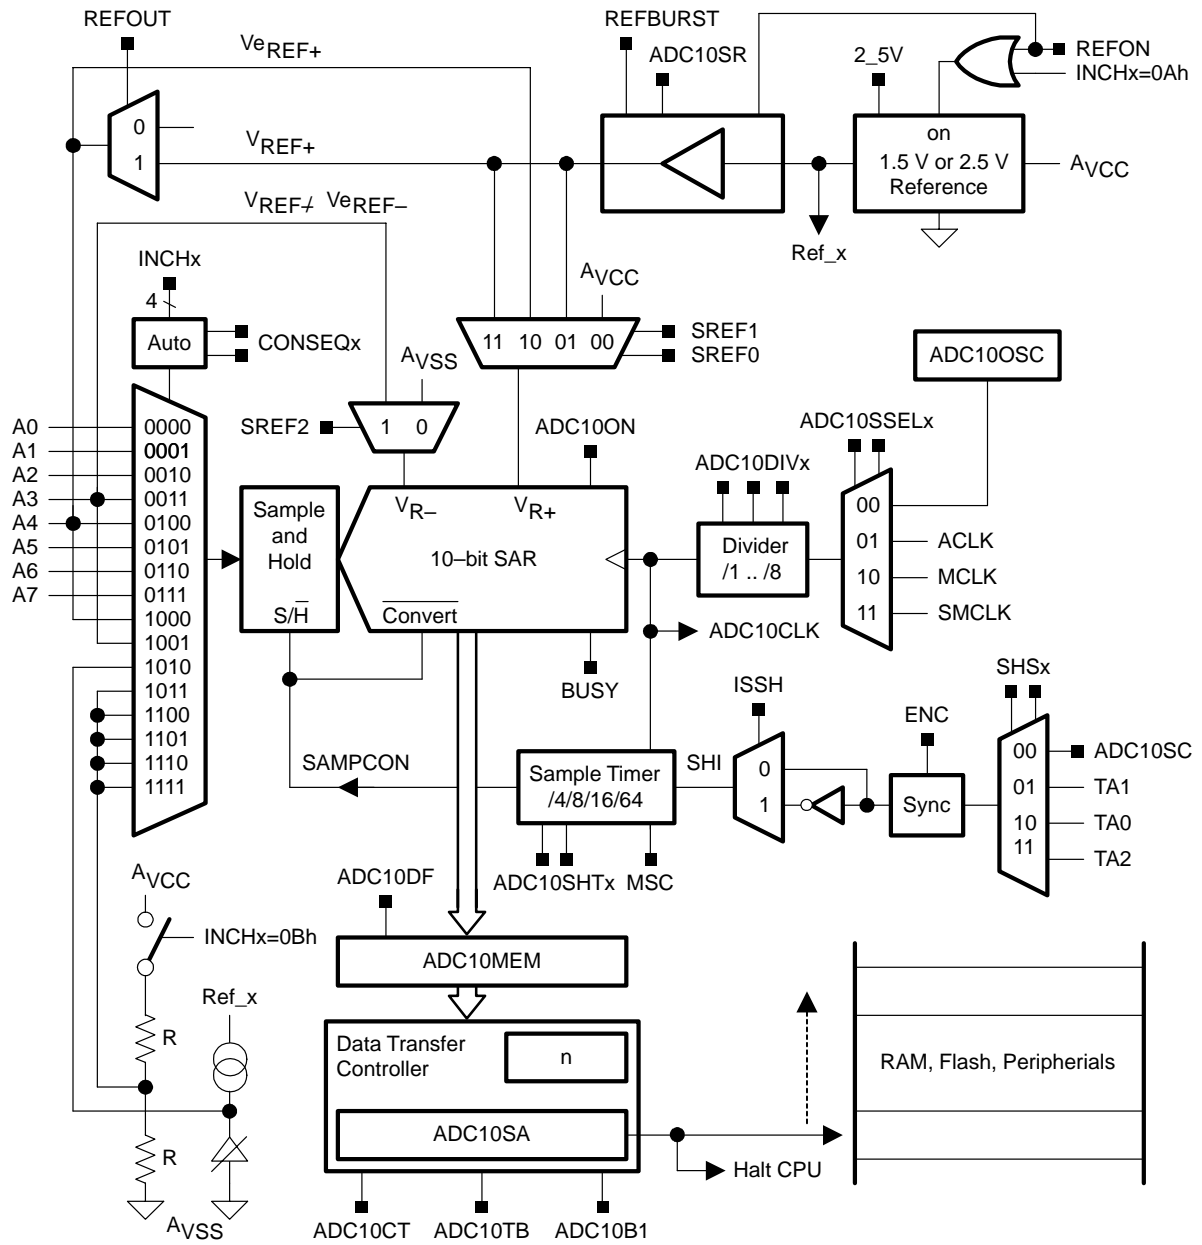 REFOUT
VeREF+
REFBURST
ADC10SR
2_5V
REFON
INCHx=0Ah
0
1
VREF+
on
1.5 V or 2.5 V
Reference
AVCC
VREF-/ VeREF–
Ref_x
INCHx
4
Auto
CONSEQx
AVCC
11 10 01 00
SREF1
SREF0
AVSS
SREF2
1 0
ADC10ON
ADC10OSC
ADC10SSELx
ADC10DIVx
A0
A1
A2
A3
A4
A5
A6
A7
0000
0001
0010
0011
0100
0101
0110
0111
1000
1001
1010
1011
1100
1101
1110
1111
Sample
and
Hold
S/H
VR–
VR+
10–bit SAR
Convert
Divider
/1 .. /8
00
01
10
11
ACLK
MCLK
SMCLK
ADC10CLK
BUSY
ISSH
ENC
SHSx
SAMPCON
Sample Timer
/4/8/16/64
SHI
0
1
Sync
00
01
10
11
ADC10SC
TA1
TA0
TA2
ADC10SHTx
MSC
ADC10DF
AVCC
INCHx=0Bh
ADC10MEM
Ref_x
R
R
AVSS
Data Transfer
Controller
n
ADC10SA
Halt CPU
RAM, Flash, Peripherials
ADC10CT
ADC10TB
ADC10B1